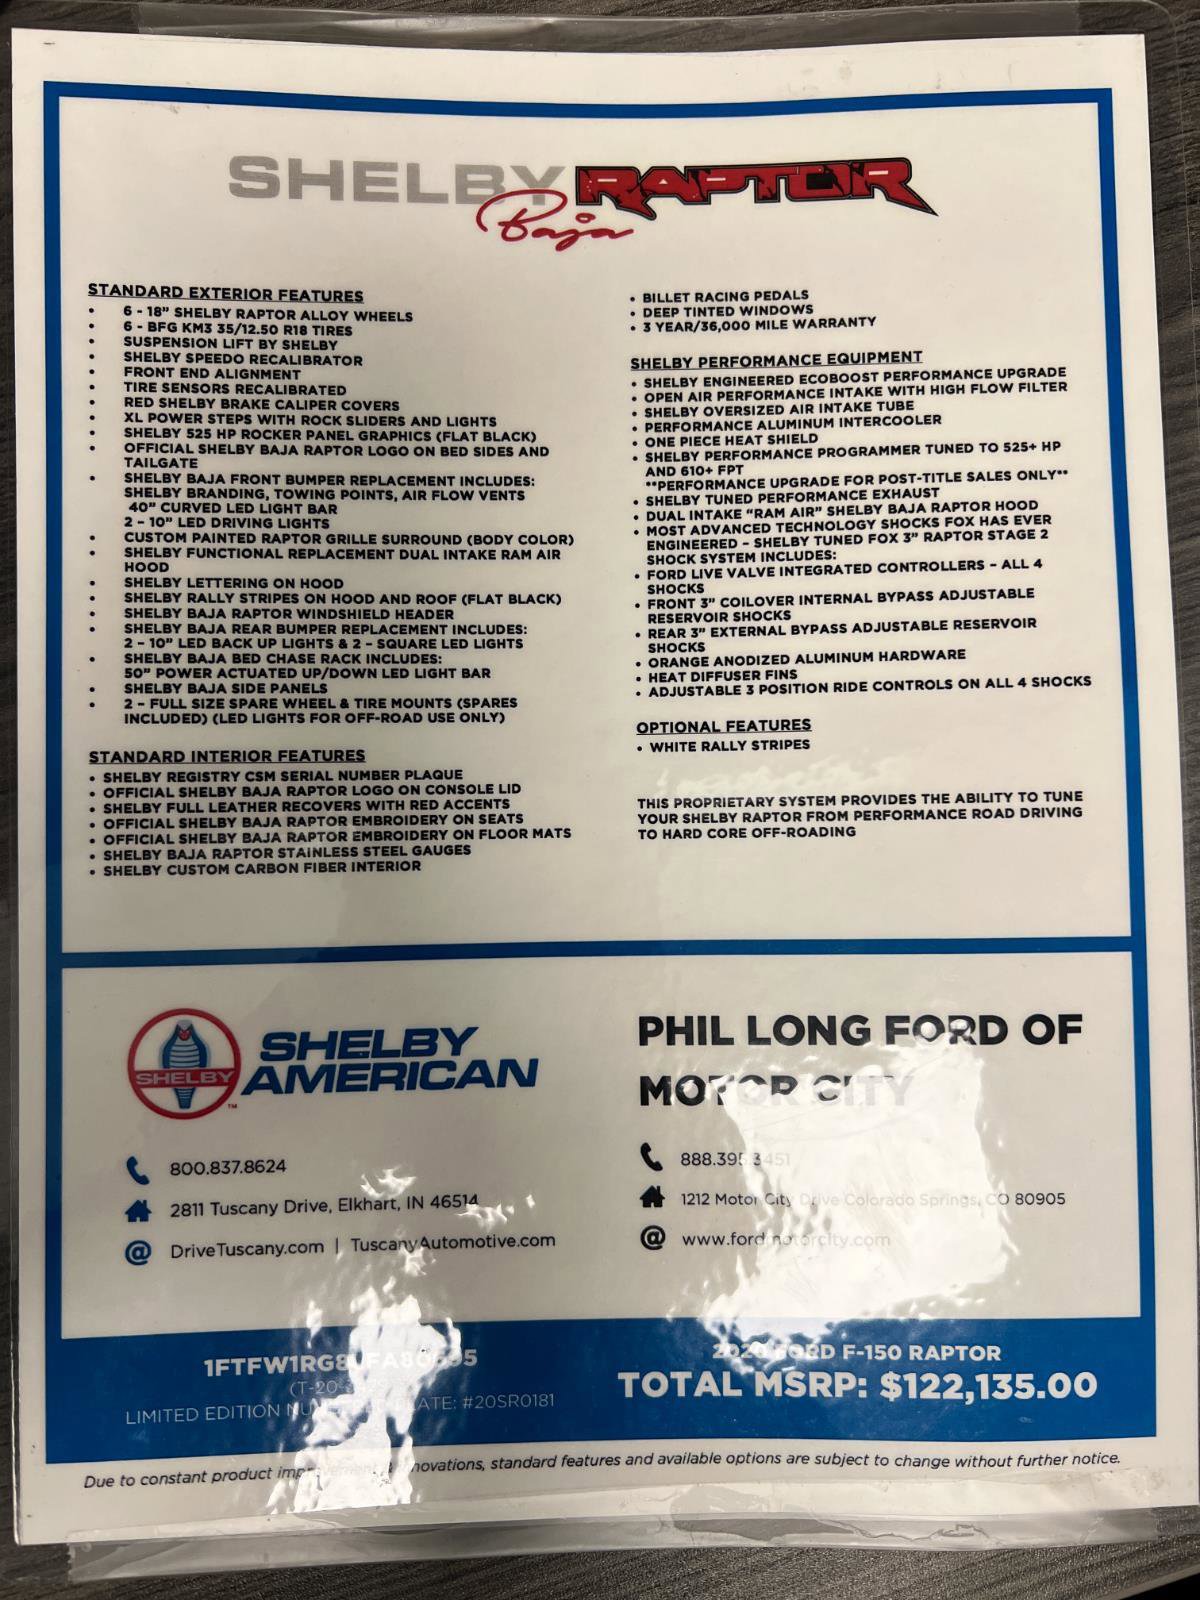 SHELBY RAPTOR
Baja
STANDARD EXTERIOR FEATURES
• 6 - 18" SHELBY RAPTOR ALLOY WHEELS
• 6 - BFG KM3 35/12.50 R18 TIRES
• SUSPENSION LIFT BY SHELBY
• SHELBY SPEEDO RECALIBRATOR
• FRONT END ALIGNMENT
• TIRE SENSORS RECALIBRATED
• RED SHELBY BRAKE CALIPER COVERS
• XL POWER STEPS WITH ROCK SLIDERS AND LIGHTS
• SHELBY 525 HP ROCKER PANEL GRAPHICS (FLAT BLACK)
• OFFICIAL SHELBY BAJA RAPTOR LOGO ON BED SIDES AND
TAILGATE
• SHELBY BAJA FRONT BUMPER REPLACEMENT INCLUDES:
SHELBY BRANDING, TOWING POINTS, AIR FLOW VENTS
40" CURVED LED LIGHT BAR
2 - 10" LED DRIVING LIGHTS
• CUSTOM PAINTED RAPTOR GRILLE SURROUND (BODY COLOR)
• SHELBY FUNCTIONAL REPLACEMENT DUAL INTAKE RAM AIR
HOOD
• SHELBY LETTERING ON HOOD
• SHELBY RALLY STRIPES ON HOOD AND ROOF (FLAT BLACK)
• SHELBY BAJA RAPTOR WINDSHIELD HEADER
• SHELBY BAJA REAR BUMPER REPLACEMENT INCLUDES:
2 - 10" LED BACK UP LIGHTS & 2 - SQUARE LED LIGHTS
• SHELBY BAJA BED CHASE RACK INCLUDES:
50" POWER ACTUATED UP/DOWN LED LIGHT BAR
• SHELBY BAJA SIDE PANELS
• 2 – FULL SIZE SPARE WHEEL & TIRE MOUNTS (SPARES
INCLUDED) (LED LIGHTS FOR OFF-ROAD USE ONLY)
STANDARD INTERIOR FEATURES
• SHELBY REGISTRY CSM SERIAL NUMBER PLAQUE
• OFFICIAL SHELBY BAJA RAPTOR LOGO ON CONSOLE LID
• SHELBY FULL LEATHER RECOVERS WITH RED ACCENTS
• OFFICIAL SHELBY BAJA RAPTOR EMBROIDERY ON SEATS
• OFFICIAL SHELBY BAJA RAPTOR EMBROIDERY ON FLOOR MATS
• SHELBY BAJA RAPTOR STAINLESS STEEL GAUGES
• SHELBY CUSTOM CARBON FIBER INTERIOR
• BILLET RACING PEDALS
• DEEP TINTED WINDOWS
• 3 YEAR/36,000 MILE WARRANTY
SHELBY PERFORMANCE EQUIPMENT
• SHELBY ENGINEERED ECOBOOST PERFORMANCE UPGRADE
• OPEN AIR PERFORMANCE INTAKE WITH HIGH FLOW FILTER
• SHELBY OVERSIZED AIR INTAKE TUBE
• PERFORMANCE ALUMINUM INTERCOOLER
• ONE PIECE HEAT SHIELD
• SHELBY PERFORMANCE PROGRAMMER TUNED TO 525+ HP
AND 610+ FPT
**PERFORMANCE UPGRADE FOR POST-TITLE SALES ONLY**
• SHELBY TUNED PERFORMANCE EXHAUST
• DUAL INTAKE "RAM AIR" SHELBY BAJA RAPTOR HOOD
• MOST ADVANCED TECHNOLOGY SHOCKS FOX HAS EVER
ENGINEERED – SHELBY TUNED FOX 3" RAPTOR STAGE 2
SHOCK SYSTEM INCLUDES:
• FORD LIVE VALVE INTEGRATED CONTROLLERS – ALL 4
SHOCKS
• FRONT 3" COILOVER INTERNAL BYPASS ADJUSTABLE
RESERVOIR SHOCKS
• REAR 3" EXTERNAL BYPASS ADJUSTABLE RESERVOIR
SHOCKS
• ORANGE ANODIZED ALUMINUM HARDWARE
• HEAT DIFFUSER FINS
• ADJUSTABLE 3 POSITION RIDE CONTROLS ON ALL 4 SHOCKS
OPTIONAL FEATURES
• WHITE RALLY STRIPES
THIS PROPRIETARY SYSTEM PROVIDES THE ABILITY TO TUNE
YOUR SHELBY RAPTOR FROM PERFORMANCE ROAD DRIVING
TO HARD CORE OFF-ROADING
SHELBY
TM
SHELBY
AMERICAN
800.837.8624
2811 Tuscany Drive, Elkhart, IN 46514
DriveTuscany.com | TuscanyAutomotive.com
PHIL LONG FORD OF
MOTOR CITY
888.395.3451
1212 Motor City Drive Colorado Springs, CO 80905
www.fordmotorcity.com
LIMITED EDITION PLATE: #20SR0181
2020 FORD F-150 RAPTOR
TOTAL MSRP: $122,135.00
Due to constant product improvement innovations, standard features and available options are subject to change without further notice.